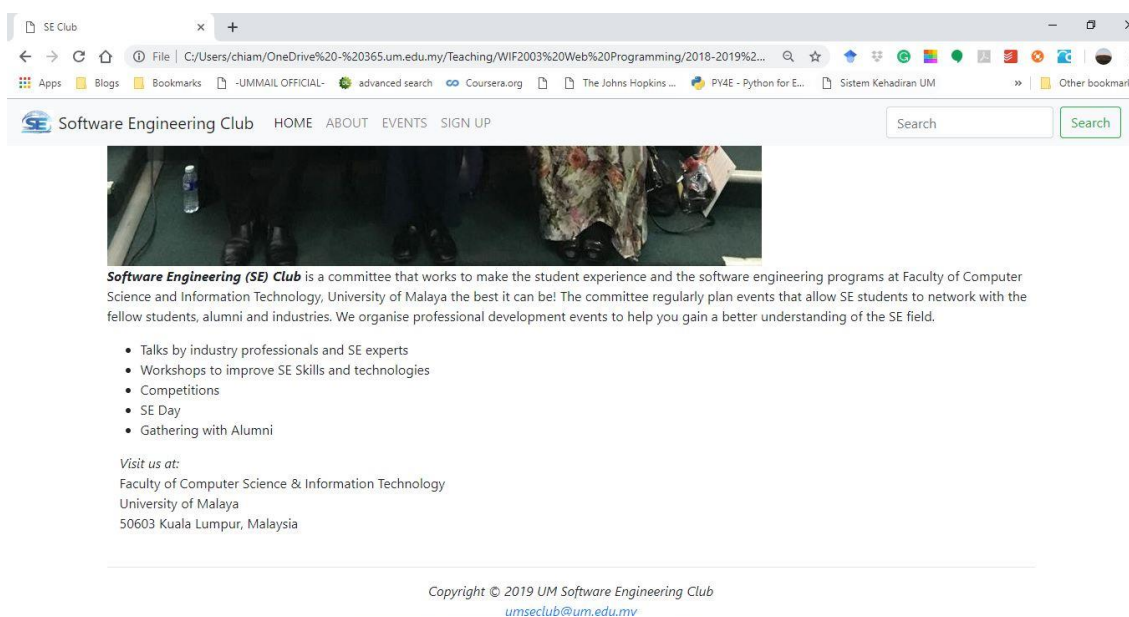 SE Club
File | C:/Users/chiam/OneDrive%20-%20365.um.edu.my/Teaching/WIF2003%20Web%20Programming/2018-2019%2...
Apps Blogs Bookmarks -UMMAIL OFFICIAL- advanced search Coursera.org The Johns Hopkins ... PY4E - Python for E... Sistem Kehadiran UM » Other bookmark
SE Software Engineering Club HOME ABOUT EVENTS SIGN UP Search Search
Software Engineering (SE) Club is a committee that works to make the student experience and the software engineering programs at Faculty of Computer
Science and Information Technology, University of Malaya the best it can be! The committee regularly plan events that allow SE students to network with the
fellow students, alumni and industries. We organise professional development events to help you gain a better understanding of the SE field.
• Talks by industry professionals and SE experts
• Workshops to improve SE Skills and technologies
• Competitions
• SE Day
• Gathering with Alumni
Visit us at:
Faculty of Computer Science & Information Technology
University of Malaya
50603 Kuala Lumpur, Malaysia
Copyright © 2019 UM Software Engineering Club
umseclub@um.edu.my